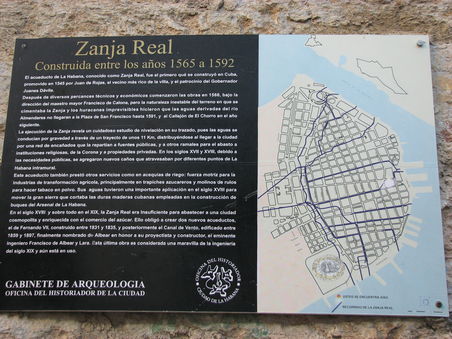 Zanja Real
Construida entre los años 1565 a 1592
El acueducto de La Habana, conocido como Zanja Real, fue el primero que se construyó en Cuba,
promovido en 1545 por Juan de Rojas, el vecino más rico de la villa, y el patrocinio del Gobernador
Juanes Dávila.
Después de diversos percances técnicos y económicos comenzaron las obras en 1566, bajo la
dirección del maestro mayor Francisco de Calona, pero la naturaleza inestable del terreno en que se
cimentaba la Zanja y los huracanes imprevisibles hicieron que las aguas derivadas del río
Almendares no llegaran a La Plaza de San Francisco hasta 1591, y al Callejón de El Chorro en el año
siguiente.
La ejecución de la Zanja revela un cuidadoso estudio de nivelación en su trazado, pues las aguas se
conducían por gravedad a través de un trayecto de unos 11 Km, distribuyéndose al llegar a la ciudad
por una red de encañados que la repartían a fuentes públicas, y a otros ramales para el abasto a
instituciones religiosas, de la Corona y a propiedades privadas. En los siglos XVII y XVIII, debido a
las necesidades públicas, se agregaron nuevos caños que atravesaban por diferentes puntos de La
Habana Intramural.
Este acueducto también prestó otros servicios como en acequias de riego; fuerza motriz para la
industrias de transformación agrícola, principalmente en trapiches azucareros y molinos de rulos
para hacer tabaco en polvo. Sus aguas tuvieron una importante aplicación en el siglo XVIII para
mover la gran sierra que cortaba las duras maderas cubanas empleadas en la construcción de
buques del Arsenal de La Habana.
En el siglo XVIII y sobre todo en el XIX, la Zanja Real era insuficiente para abastecer a una ciudad
cosmopolita y enriquecida con el comercio del azúcar. Ello obligó a crear dos nuevos acueductos,
el de Fernando VII, construido entre 1831 y 1835, y posteriormente el Canal de Vento, edificado entre
1859 y 1897, finalmente nombrado de Albear en honor a su proyectista y constructor, el eminente
ingeniero Francisco de Albear y Lara. Esta última obra es considerada una maravilla de la ingeniería
del siglo XIX y aún está en uso.
GABINETE DE ARQUEOLOGIA
OFICINA DEL HISTORIADOR DE LA CIUDAD
OFICINA DEL HISTORIADOR
CIUDAD DE LA HABANA
USTED SE ENCUENTRA AQUI
RECORRIDO DE LA ZANJA REAL